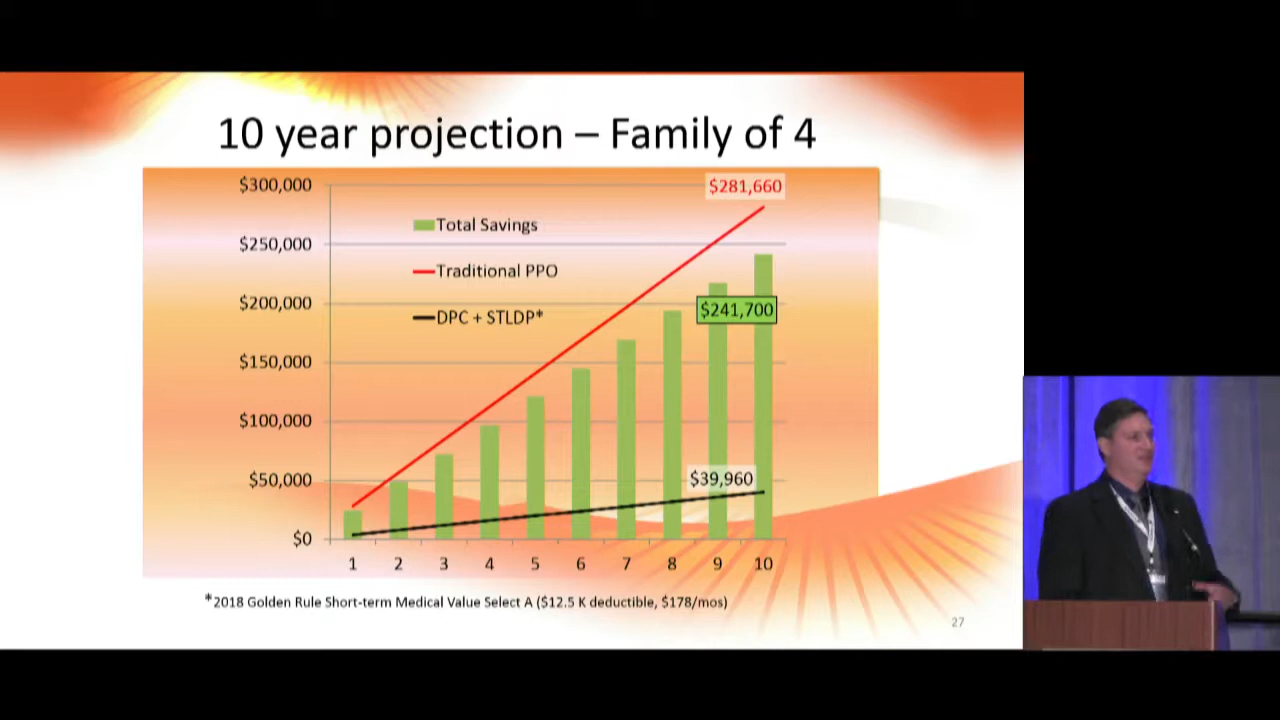 10 year projection – Family of 4
$300,000
$250,000
$200,000
$150,000
$100,000
$50,000
$0
Total Savings
Traditional PPO
DPC + STLDP*
$281,660
$241,700
$39,960
1 2 3 4 5 6 7 8 9 10
*2018 Golden Rule Short-term Medical Value Select A ($12.5 K deductible, $178/mos)
27